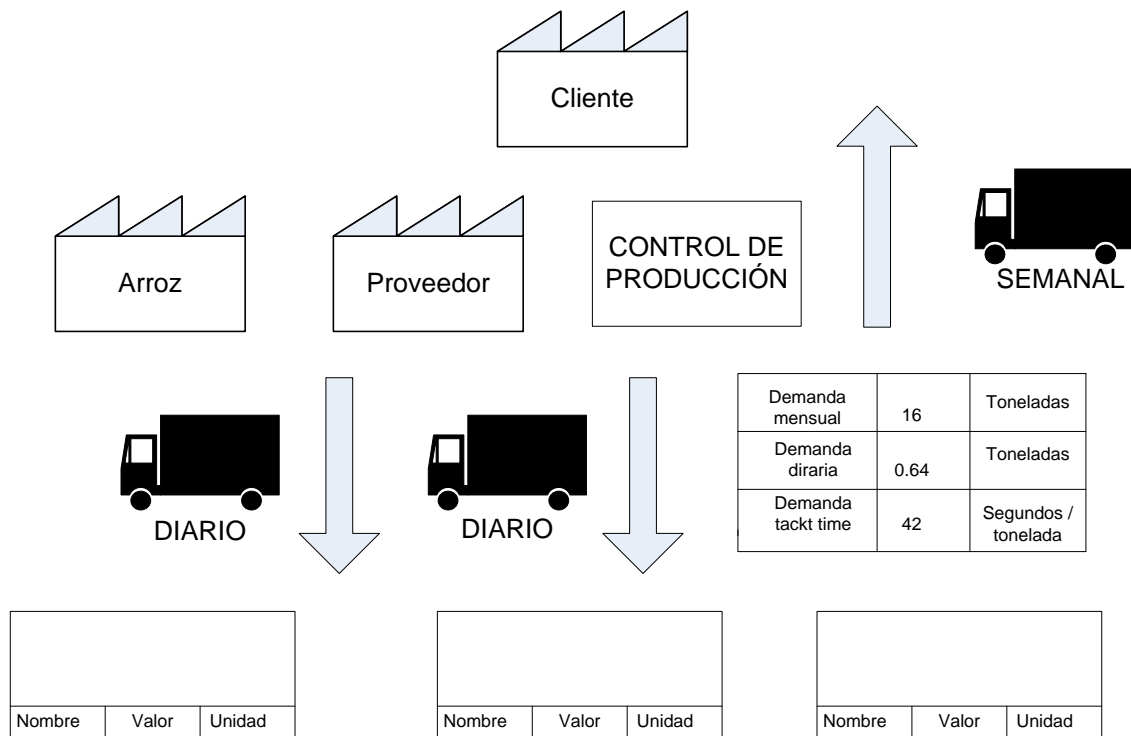 Cliente
Arroz
Proveedor
CONTROL DE
PRODUCCIÓN
SEMANAL
DIARIO
DIARIO
Demanda
mensual
16
Toneladas
Demanda
diraria
0.64
Toneladas
Demanda
tackt time
42
Segundos /
tonelada
Nombre Valor Unidad
Nombre Valor Unidad
Nombre Valor Unidad